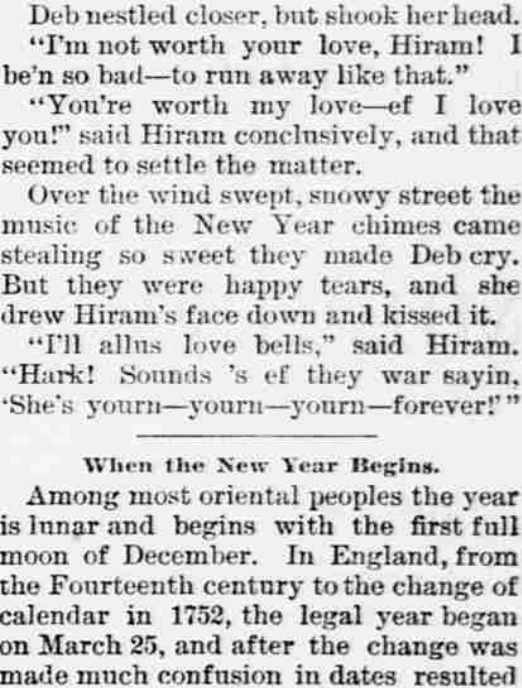 Deb nestled closer, but shook her head.
"I'm not worth your love, Hiram! I
be'n so bad—to run away like that."
"You're worth my love—ef I love
you!" said Hiram conclusively, and that
seemed to settle the matter.
Over the wind swept, snowy street the
music of the New Year chimes came
stealing so sweet they made Deb cry.
But they were happy tears, and she
drew Hiram's face down and kissed it.
"I'll allus love bells," said Hiram.
"Hark! Sounds 's ef they war sayin,
'She's yourn—yourn—yourn—forever!'"
When the New Year Begins.
Among most oriental peoples the year
is lunar and begins with the first full
moon of December. In England, from
the Fourteenth century to the change of
calendar in 1752, the legal year began
on March 25, and after the change was
made much confusion in dates resulted